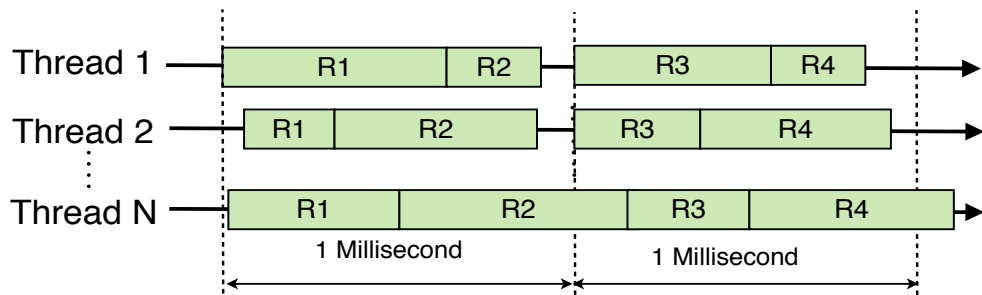 Thread 1 R1 R2 R3 R4
Thread 2 R1 R2 R3 R4
Thread N R1 R2 R3 R4
1 Millisecond 1 Millisecond